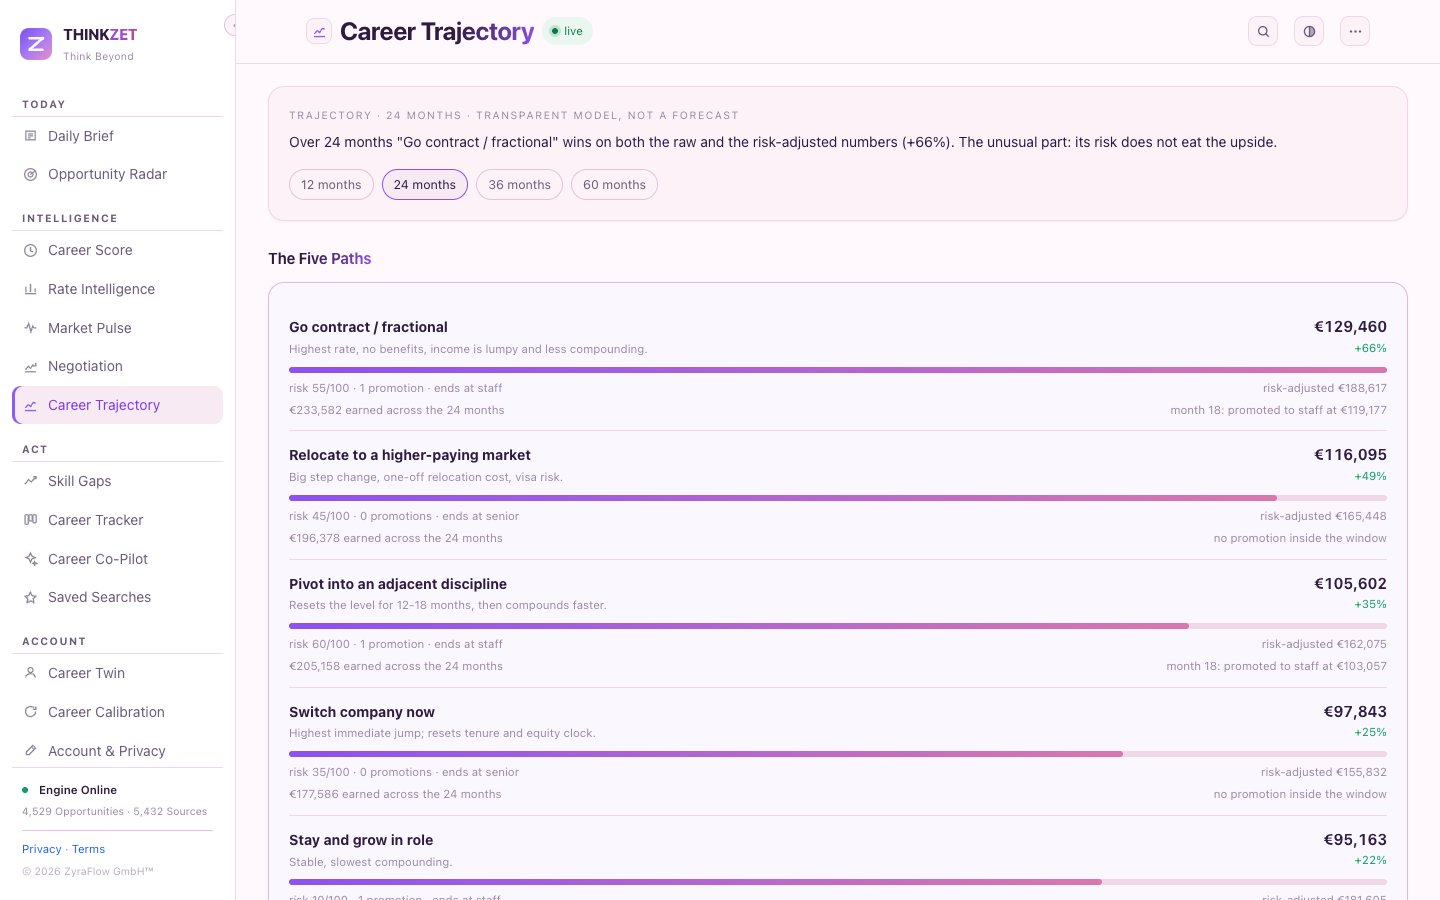 THINKZET
Think Beyond
TODAY
Daily Brief
Opportunity Radar
INTELLIGENCE
Career Score
Rate Intelligence
Market Pulse
Negotiation
Career Trajectory
ACT
Skill Gaps
Career Tracker
Career Co-Pilot
Saved Searches
ACCOUNT
Career Twin
Career Calibration
Account & Privacy
Engine Online
4,529 Opportunities · 5,432 Sources
Privacy · Terms
© 2026 ZyraFlow GmbH™
Career Trajectory live
TRAJECTORY · 24 MONTHS · TRANSPARENT MODEL, NOT A FORECAST
Over 24 months "Go contract / fractional" wins on both the raw and the risk-adjusted numbers (+66%). The unusual part: its risk does not eat the upside.
12 months 24 months 36 months 60 months
The Five Paths
Go contract / fractional €129,460
Highest rate, no benefits, income is lumpy and less compounding. +66%
risk 55/100 · 1 promotion · ends at staff risk-adjusted €188,617
€233,582 earned across the 24 months month 18: promoted to staff at €119,177
Relocate to a higher-paying market €116,095
Big step change, one-off relocation cost, visa risk. +49%
risk 45/100 · 0 promotions · ends at senior risk-adjusted €165,448
€196,378 earned across the 24 months no promotion inside the window
Pivot into an adjacent discipline €105,602
Resets the level for 12-18 months, then compounds faster. +35%
risk 60/100 · 1 promotion · ends at staff risk-adjusted €162,075
€205,158 earned across the 24 months month 18: promoted to staff at €103,057
Switch company now €97,843
Highest immediate jump; resets tenure and equity clock. +25%
risk 35/100 · 0 promotions · ends at senior risk-adjusted €155,832
€177,586 earned across the 24 months no promotion inside the window
Stay and grow in role €95,163
Stable, slowest compounding. +22%
risk 10/100 · 1 promotion · ends at staff risk-adjusted €181,605